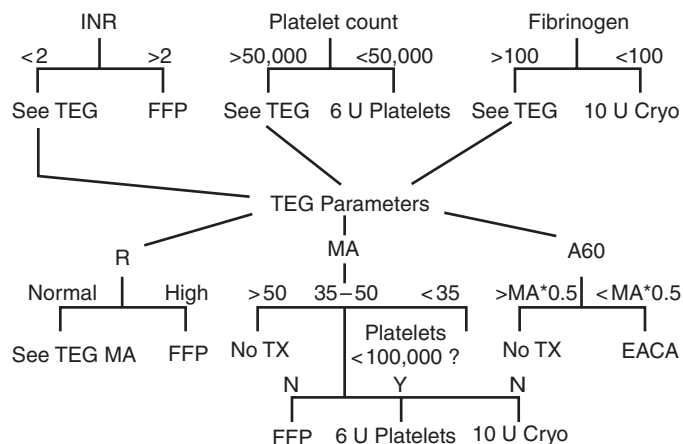 INR Platelet count Fibrinogen
<2 >2 >50,000 <50,000 >100 <100
See TEG FFP See TEG 6 U Platelets See TEG 10 U Cryo
TEG Parameters
R MA A60
Normal High >50 35–50 <35 >MA*0.5 <MA*0.5
See TEG MA FFP No TX Platelets <100,000 ? No TX EACA
N Y N
FFP 6 U Platelets 10 U Cryo